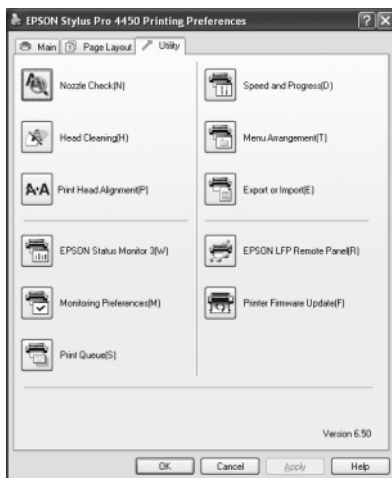 EPSON Stylus Pro 4450 Printing Preferences
Main
Page Layout
Utility
Nozzle Check(N)
Speed and Progress(D)
Head Cleaning(H)
Menu Arrangement(T)
Print Head Alignment(P)
Export or Import(E)
EPSON Status Monitor 3(W)
EPSON LFP Remote Panel(R)
Monitoring Preferences(M)
Printer Firmware Update(F)
Print Queue(S)
Version 6.50
OK
Cancel
Apply
Help